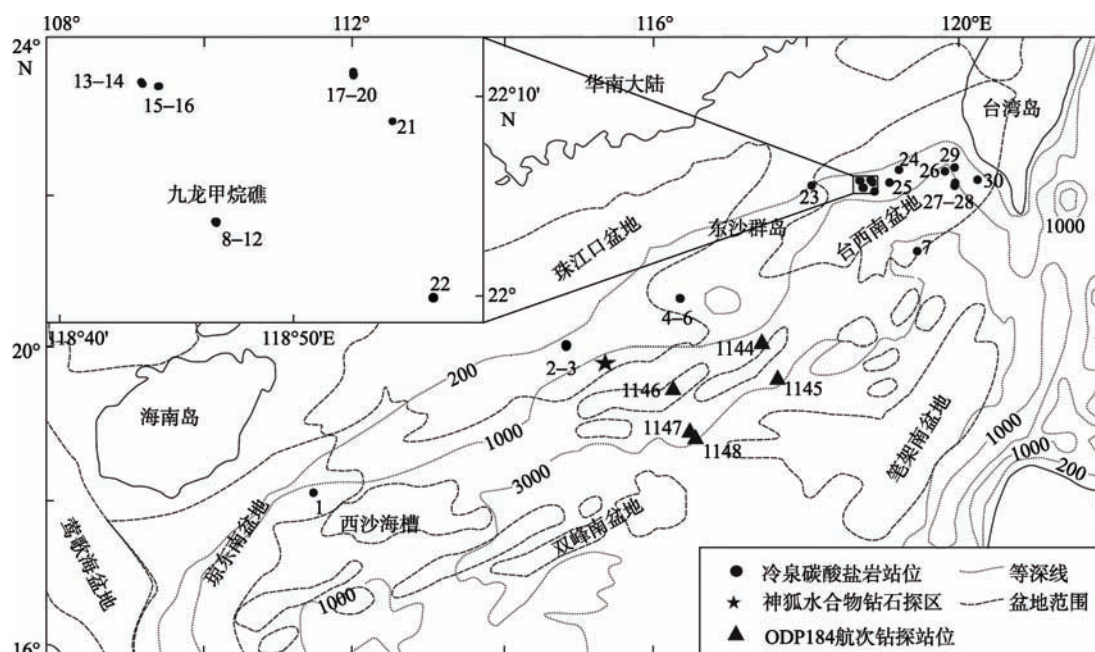 108°
112°
116°
120°E
24°
N
13–14
15–16
17–20
22°10'
N
21
九龙甲烷礁
8–12
22
22°
118°40'
118°50'E
华南大陆
台湾岛
24
29
26
30
23
25
27–28
1000
东沙群岛
台西南盆地
珠江口盆地
7
4–6
20°
2–3
200
1144
1146
1145
海南岛
1147
1148
1000
3000
笔架南盆地
1000
1000
200
1
西沙海槽
双峰南盆地
莺歌海盆地
琼东南盆地
1000
冷泉碳酸盐岩站位
等深线
神狐水合物钻石探区
盆地范围
ODP184航次钻探站位
16°